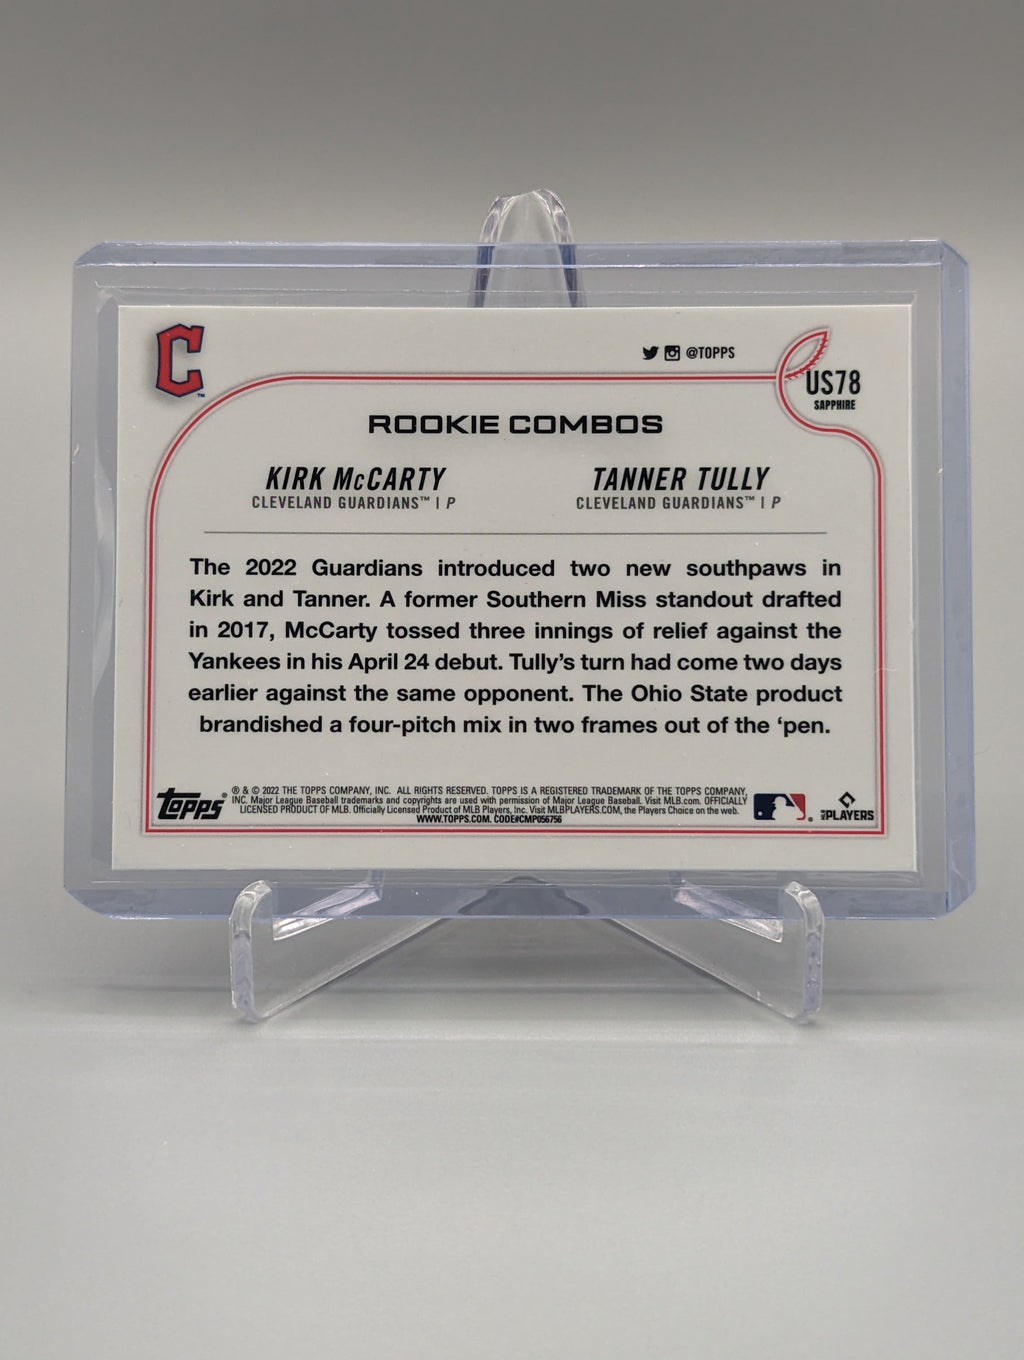 C
™
@TOPPS
US78
SAPPHIRE
ROOKIE COMBOS
KIRK McCARTY
CLEVELAND GUARDIANS™ | P
TANNER TULLY
CLEVELAND GUARDIANS™ | P
The 2022 Guardians introduced two new southpaws in
Kirk and Tanner. A former Southern Miss standout drafted
in 2017, McCarty tossed three innings of relief against the
Yankees in his April 24 debut. Tully’s turn had come two days
earlier against the same opponent. The Ohio State product
brandished a four-pitch mix in two frames out of the ‘pen.
Topps®
® & © 2022 THE TOPPS COMPANY, INC. ALL RIGHTS RESERVED. TOPPS IS A REGISTERED TRADEMARK OF THE TOPPS COMPANY,
INC. Major League Baseball trademarks and copyrights are used with permission of Major League Baseball. Visit MLB.com. OFFICIALLY
LICENSED PRODUCT OF MLB. Officially Licensed Product of MLB Players, Inc. Visit MLBPLAYERS.COM, the Players Choice on the web.
WWW.TOPPS.COM. CODE#CMP056756
®
MLB PLAYERS